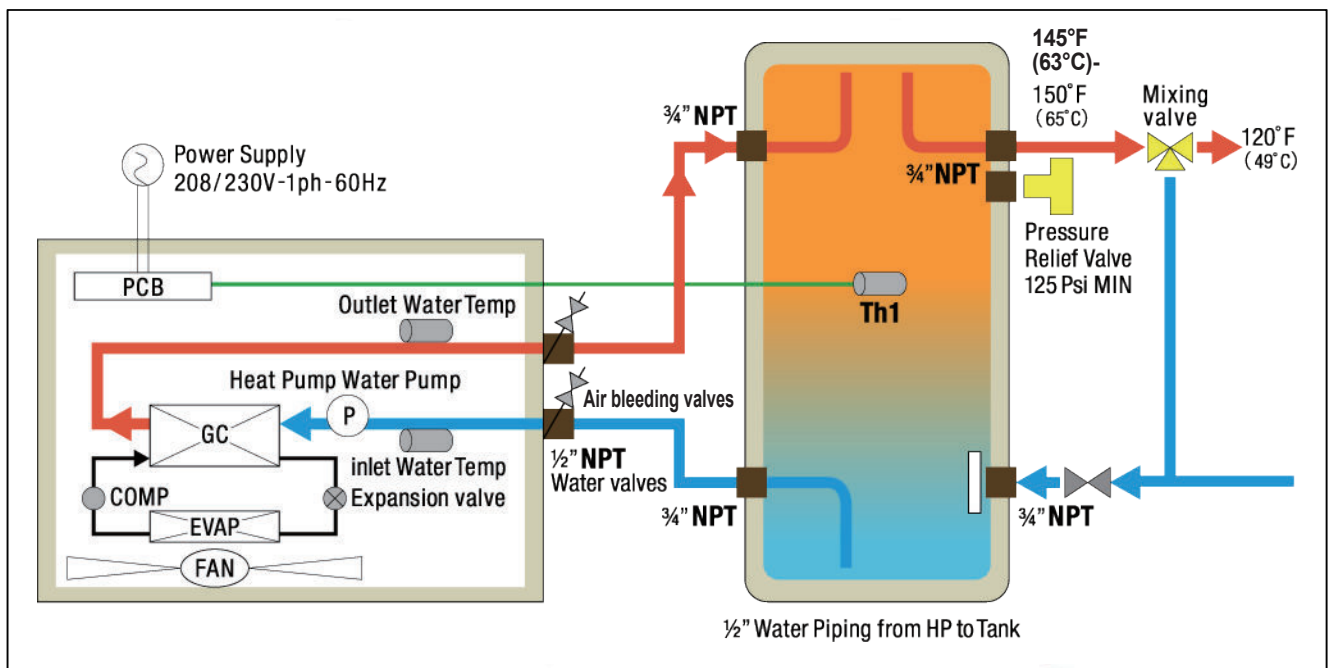 Power Supply
208/230V-1ph-60Hz
PCB
Outlet Water Temp
Heat Pump Water Pump
P
GC
inlet Water Temp
COMP
Expansion valve
EVAP
FAN
Air bleeding valves
½” NPT
Water valves
¾” NPT
¾” NPT
Th1
¾” NPT
145°F
(63°C)-
150°F
(65°C)
Mixing
valve
120°F
(49°C)
Pressure
Relief Valve
125 Psi MIN
¾” NPT
½” Water Piping from HP to Tank